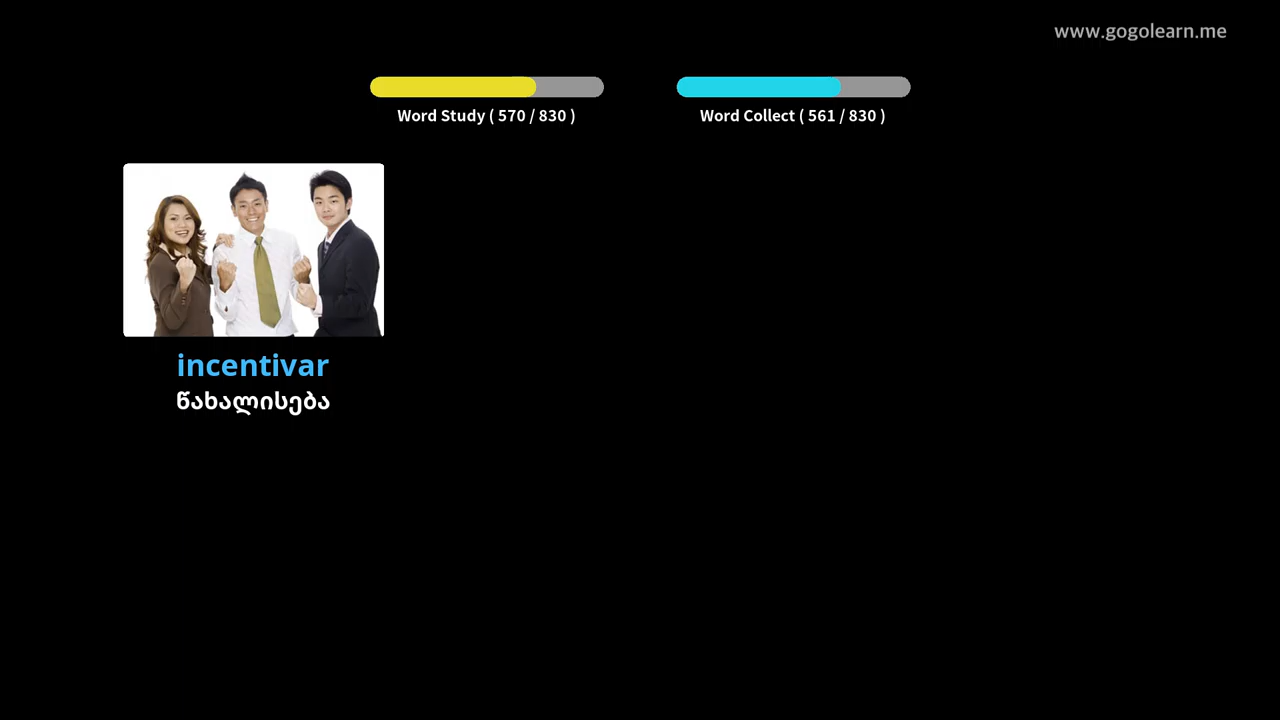 www.gogolearn.me
Word Study ( 570 / 830 )
Word Collect ( 561 / 830 )
incentivar
წახალისება